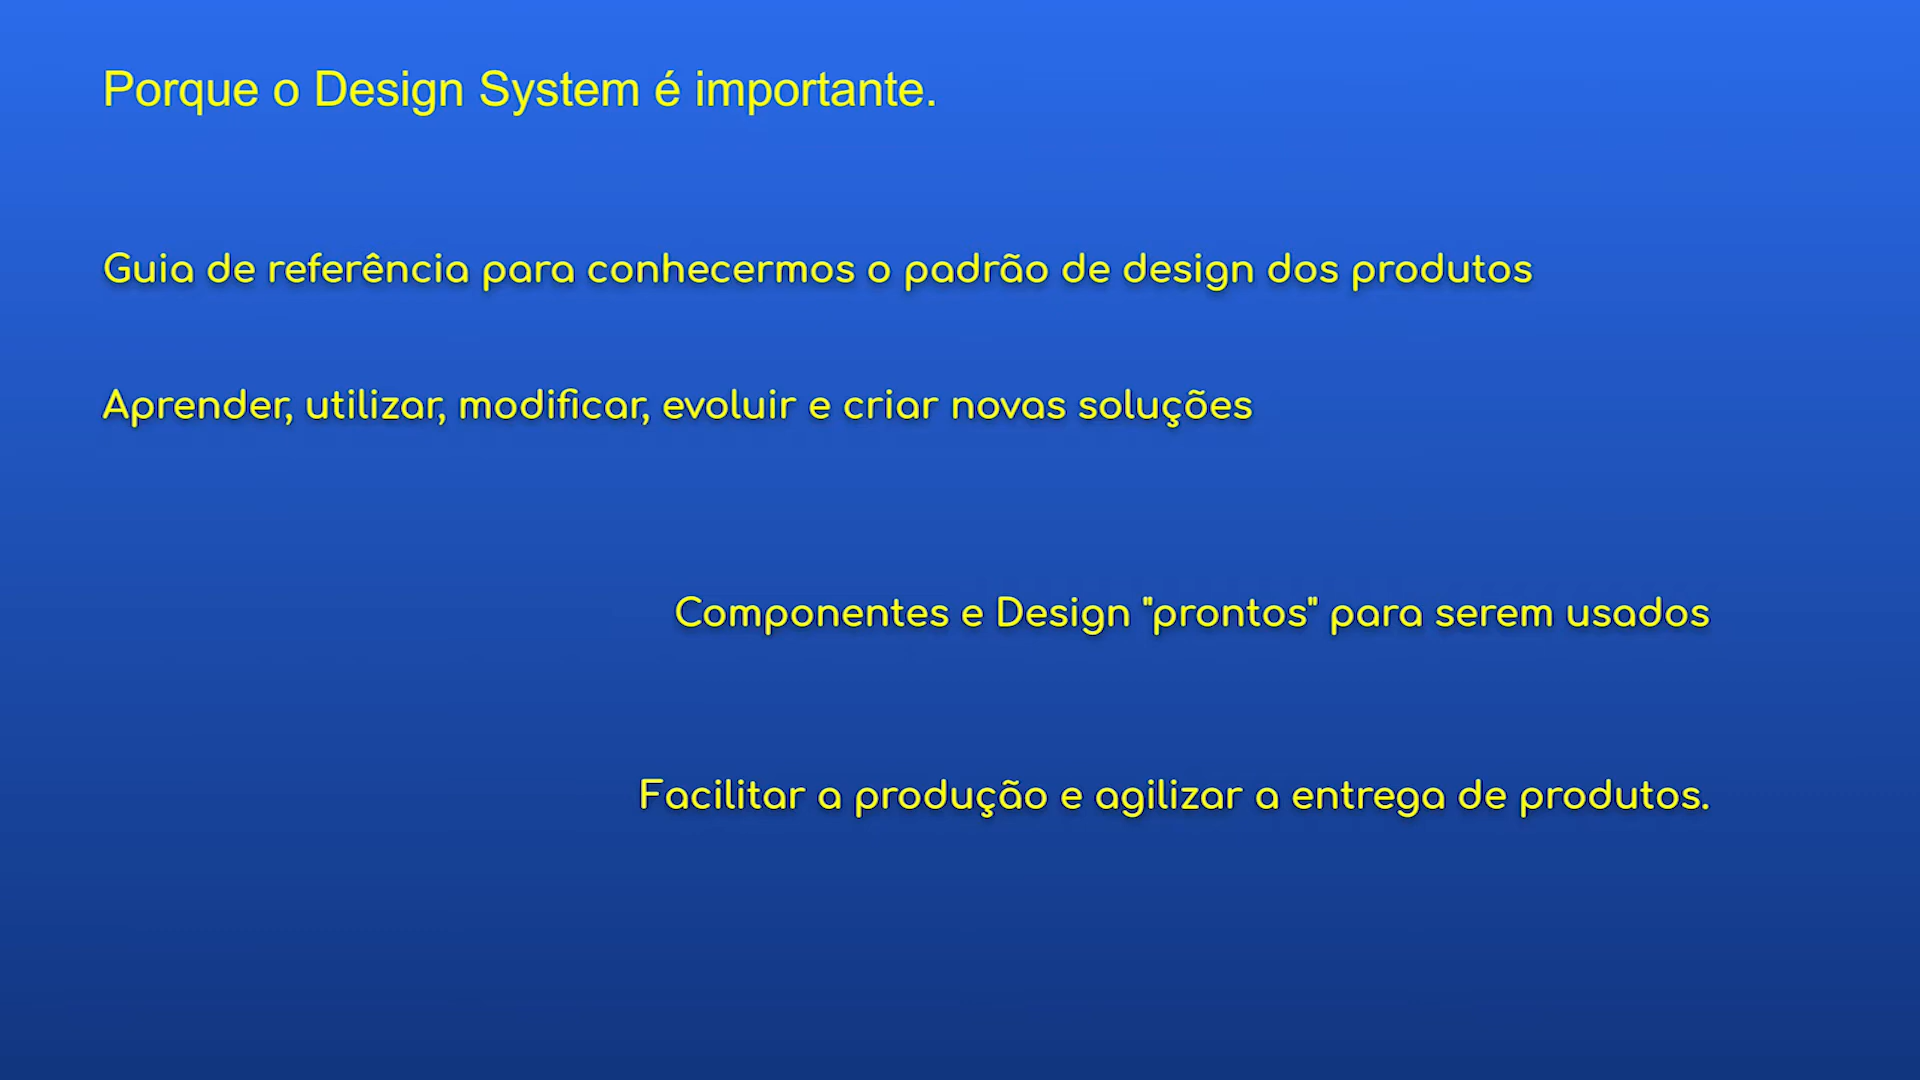 Porque o Design System é importante.
Guia de referência para conhecermos o padrão de design dos produtos
Aprender, utilizar, modificar, evoluir e criar novas soluções
Componentes e Design "prontos" para serem usados
Facilitar a produção e agilizar a entrega de produtos.